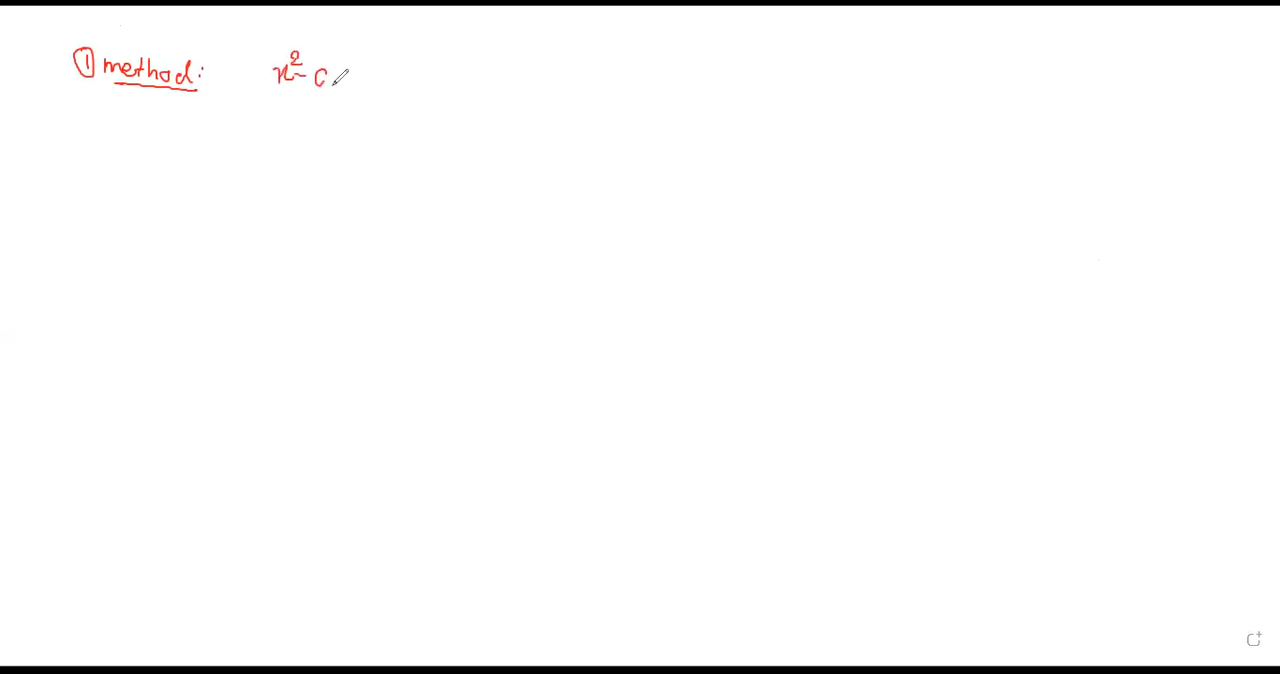 ① method: x² - C